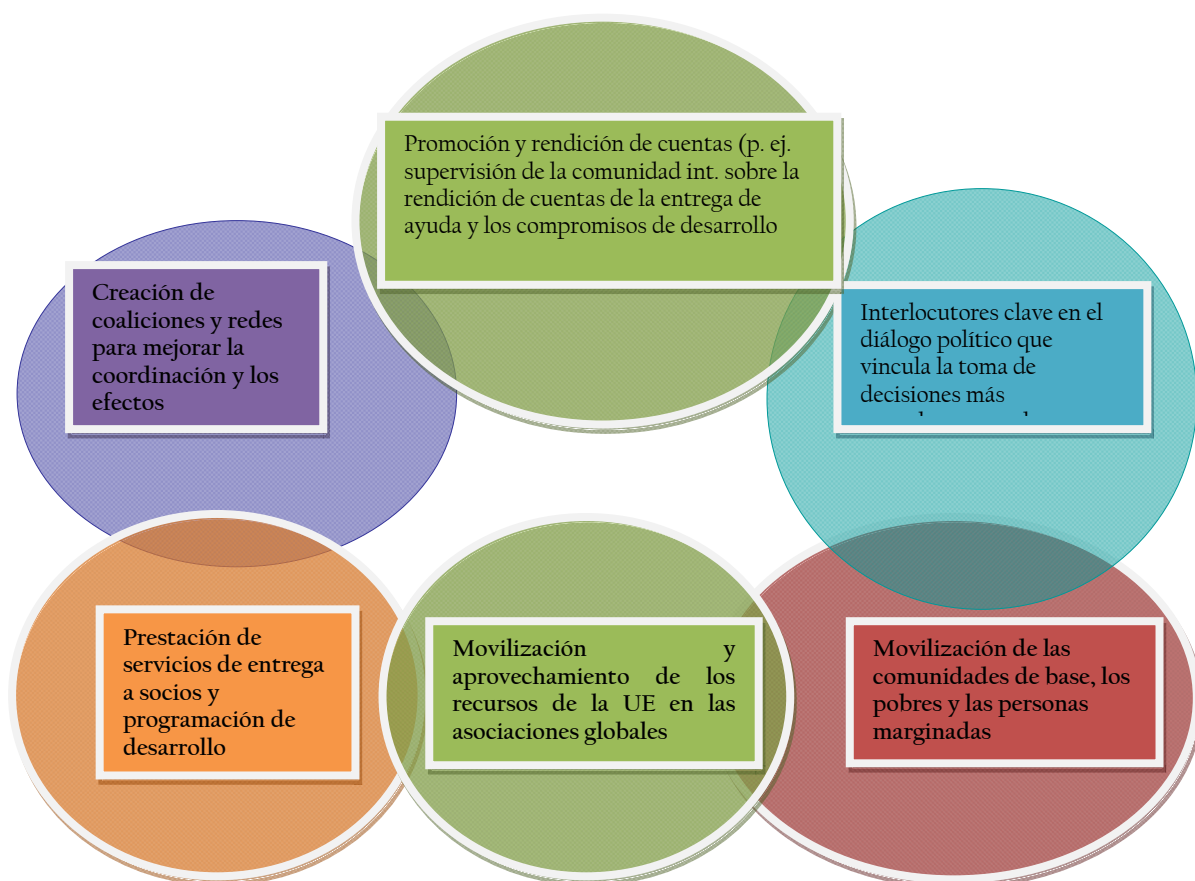 Promoción y rendición de cuentas (p. ej.
supervisión de la comunidad int. sobre la
rendición de cuentas de la entrega de
ayuda y los compromisos de desarrollo
Creación de
coaliciones y redes
para mejorar la
coordinación y los
efectos
Interlocutores clave en el
diálogo político que
vincula la toma de
decisiones más
Prestación de
servicios de entrega
a socios y
programación de
desarrollo
Movilización y
aprovechamiento de los
recursos de la UE en las
asociaciones globales
Movilización de las
comunidades de base, los
pobres y las personas
marginadas